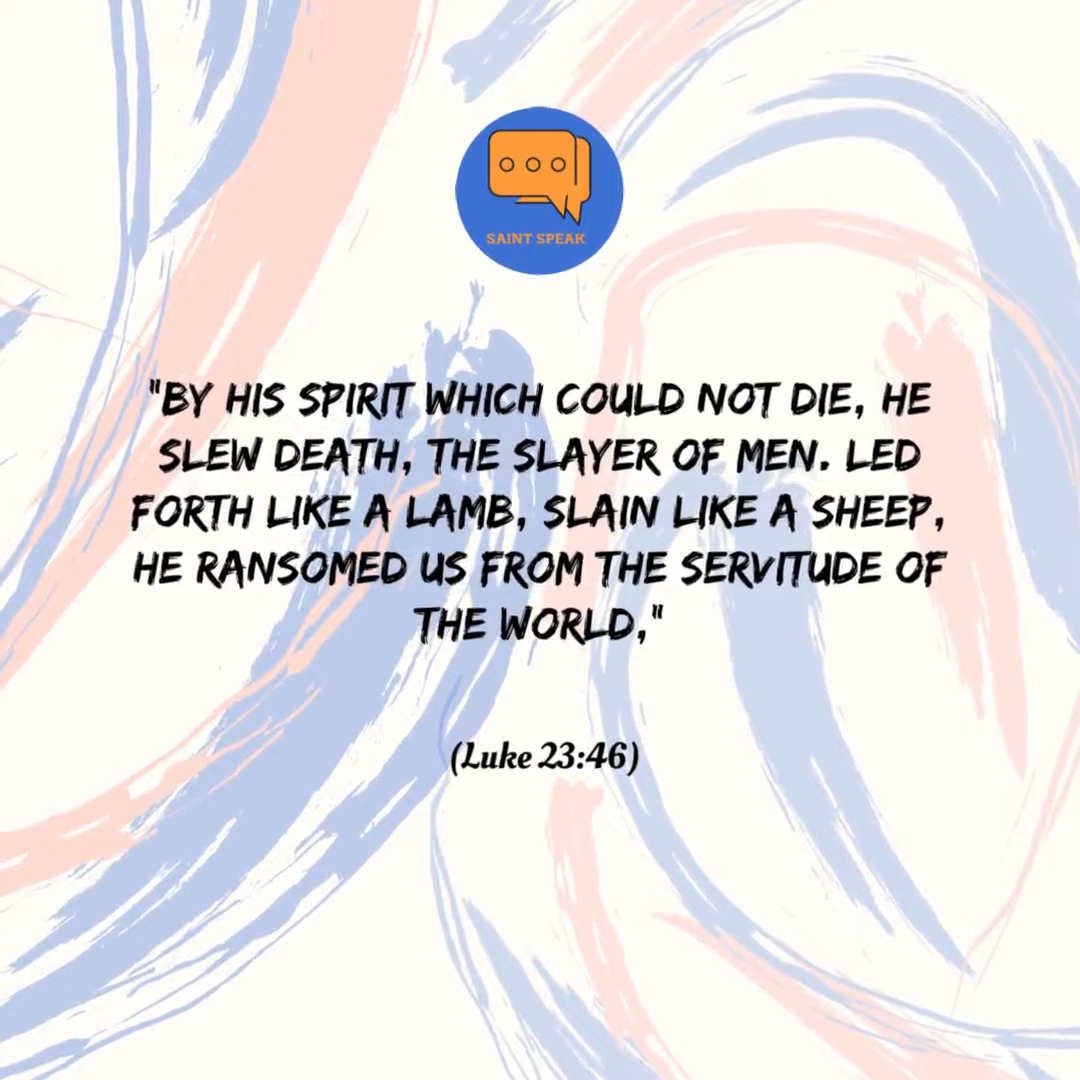 SAINT SPEAK
"BY HIS SPIRIT WHICH COULD NOT DIE, HE
SLEW DEATH, THE SLAYER OF MEN. LED
FORTH LIKE A LAMB, SLAIN LIKE A SHEEP,
HE RANSOMED US FROM THE SERVITUDE OF
THE WORLD,"
(Luke 23:46)